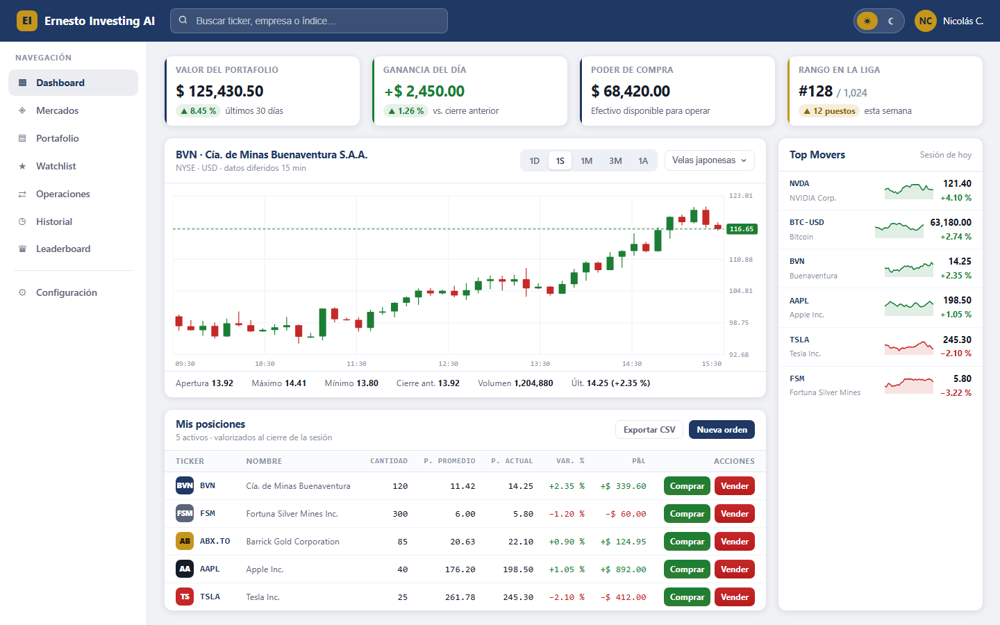 EI Ernesto Investing AI
Buscar ticker, empresa o índice...
NC Nicolás C.
NAVEGACIÓN
Dashboard
Mercados
Portafolio
Watchlist
Operaciones
Historial
Leaderboard
Configuración
VALOR DEL PORTAFOLIO
$ 125,430.50
▲ 8.45 % últimos 30 días
GANANCIA DEL DÍA
+$ 2,450.00
▲ 1.26 % vs. cierre anterior
PODER DE COMPRA
$ 68,420.00
Efectivo disponible para operar
RANGO EN LA LIGA
#128 / 1,024
▲ 12 puestos esta semana
BVN · Cía. de Minas Buenaventura S.A.A.
NYSE · USD · datos diferidos 15 min
1D 1S 1M 3M 1A
Velas japonesas
123.01
116.65
110.88
104.81
98.75
92.68
09:30 10:30 11:30 12:30 13:30 14:30 15:30
Apertura 13.92 Máximo 14.41 Mínimo 13.80 Cierre ant. 13.92 Volumen 1,204,880 Últ. 14.25 (+2.35 %)
Top Movers
Sesión de hoy
NVDA 121.40
NVIDIA Corp. +4.10 %
BTC-USD 63,180.00
Bitcoin +2.74 %
BVN 14.25
Buenaventura +2.35 %
AAPL 198.50
Apple Inc. +1.05 %
TSLA 245.30
Tesla Inc. −2.10 %
FSM 5.80
Fortuna Silver Mines −3.22 %
Mis posiciones
5 activos · valorizados al cierre de la sesión
Exportar CSV
Nueva orden
TICKER NOMBRE CANTIDAD P. PROMEDIO P. ACTUAL VAR. % P&L ACCIONES
BVN BVN Cía. de Minas Buenaventura 120 11.42 14.25 +2.35 % +$ 339.60 Comprar Vender
FSM FSM Fortuna Silver Mines Inc. 300 6.00 5.80 −1.20 % −$ 60.00 Comprar Vender
AB ABX.TO Barrick Gold Corporation 85 20.63 22.10 +0.90 % +$ 124.95 Comprar Vender
AA AAPL Apple Inc. 40 176.20 198.50 +1.05 % +$ 892.00 Comprar Vender
TS TSLA Tesla Inc. 25 261.78 245.30 −2.10 % −$ 412.00 Comprar Vender